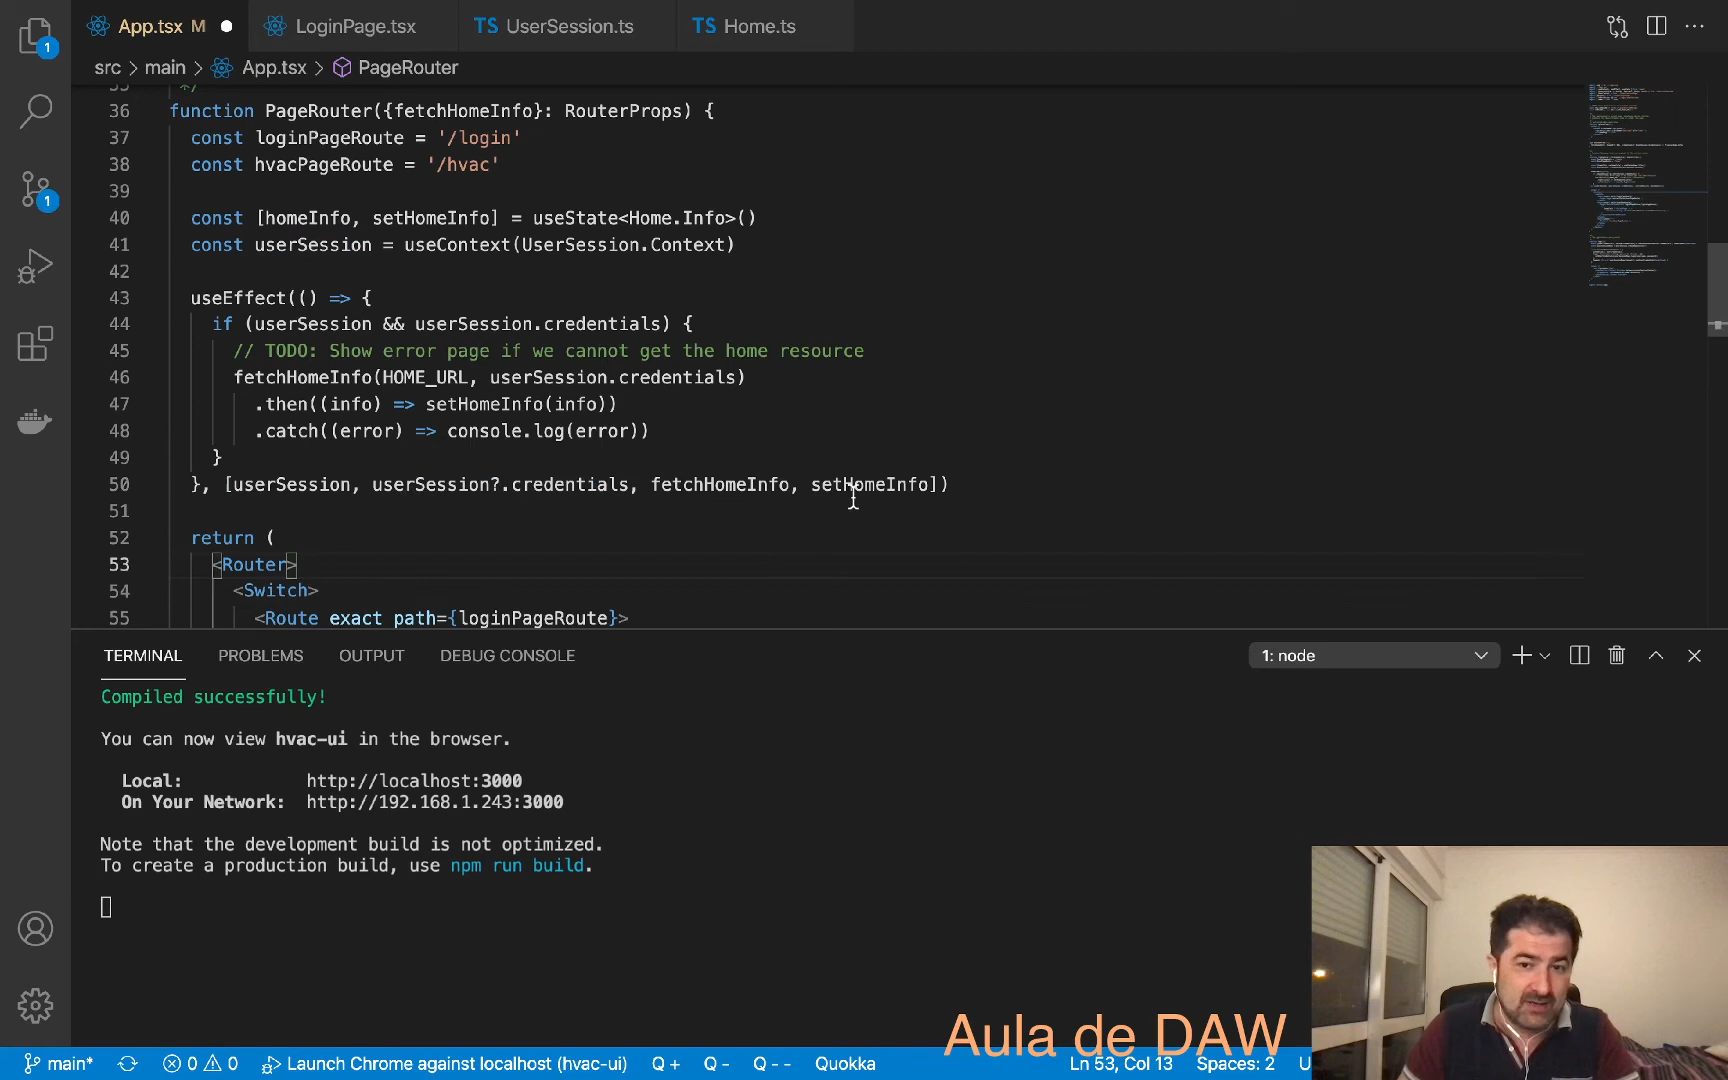 App.tsx M
LoginPage.tsx
TS UserSession.ts
TS Home.ts
1
src > main > App.tsx > PageRouter
35 */
36 function PageRouter({fetchHomeInfo}: RouterProps) {
37 const loginPageRoute = '/login'
38 const hvacPageRoute = '/hvac'
39
40 const [homeInfo, setHomeInfo] = useState<Home.Info>()
41 const userSession = useContext(UserSession.Context)
42
43 useEffect(() => {
44 if (userSession && userSession.credentials) {
45 // TODO: Show error page if we cannot get the home resource
46 fetchHomeInfo(HOME_URL, userSession.credentials)
47 .then((info) => setHomeInfo(info))
48 .catch((error) => console.log(error))
49 }
50 }, [userSession, userSession?.credentials, fetchHomeInfo, setHomeInfo])
51
52 return (
53 <Router>
54 <Switch>
55 <Route exact path={loginPageRoute}>
1
TERMINAL PROBLEMS OUTPUT DEBUG CONSOLE 1: node
Compiled successfully!
You can now view hvac-ui in the browser.
Local: http://localhost:3000
On Your Network: http://192.168.1.243:3000
Note that the development build is not optimized.
To create a production build, use npm run build.
Aula de DAW
main* 0 0 Launch Chrome against localhost (hvac-ui) Q + Q - Q - - Quokka Ln 53, Col 13 Spaces: 2 U